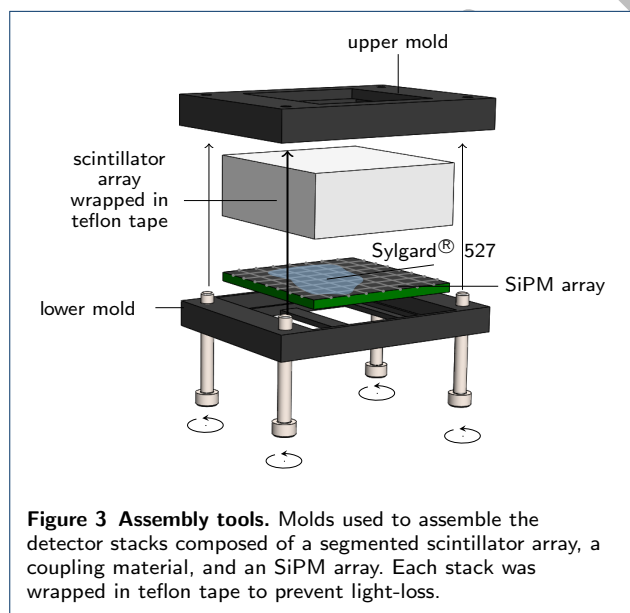 upper mold
scintillator
array
wrapped in
teflon tape
Sylgard® 527
SiPM array
lower mold
Figure 3 Assembly tools. Molds used to assemble the
detector stacks composed of a segmented scintillator array, a
coupling material, and an SiPM array. Each stack was
wrapped in teflon tape to prevent light-loss.